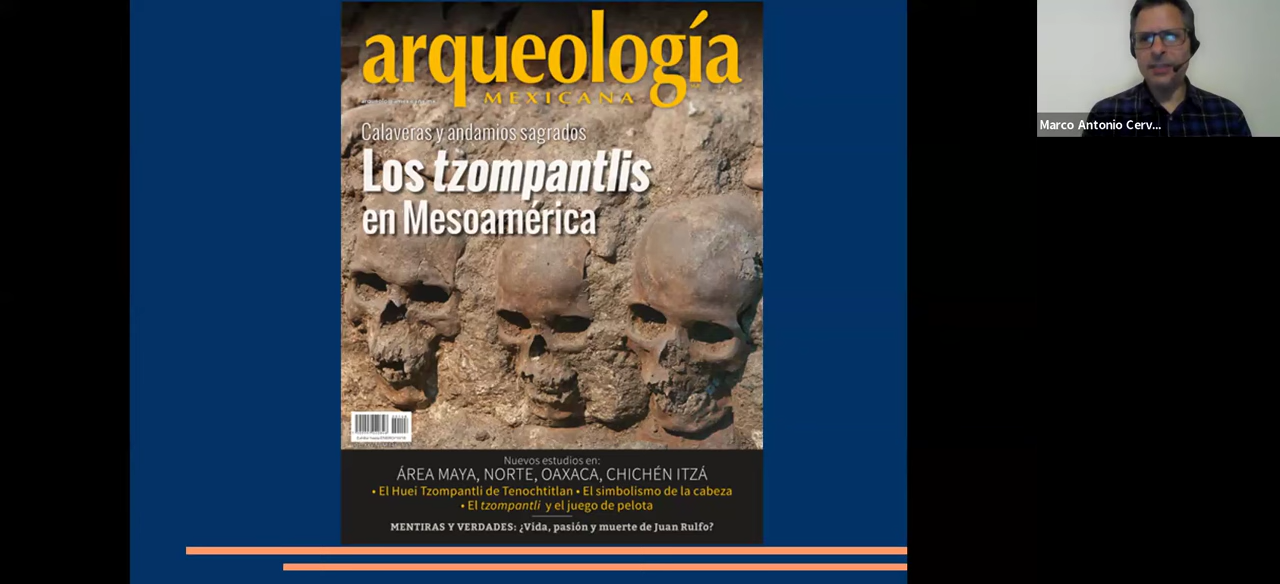 arqueología
MEXICANA
Calaveras y andamios sagrados
Los tzompantlis
en Mesoamérica
Nuevos estudios en:
ÁREA MAYA, NORTE, OAXACA, CHICHÉN ITZÁ
• El Huei Tzompantli de Tenochtitlan • El simbolismo de la cabeza
• El tzompantli y el juego de pelota
MENTIRAS Y VERDADES: ¿Vida, pasión y muerte de Juan Rulfo?
Marco Antonio Cerv...